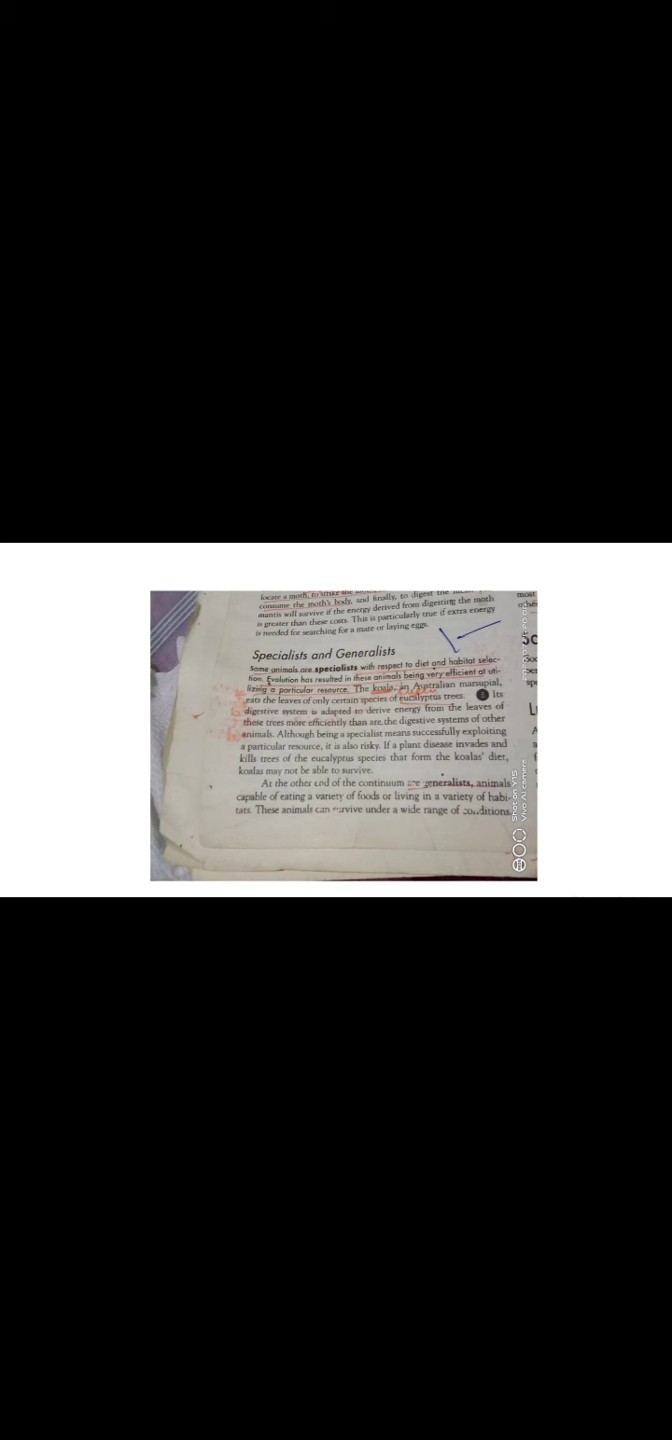 locate a moth, to strike the
consume the moth's body, and finally, to digest the
mantis will survive if the energy derived from digesting the moth
is greater than these costs. This is particularly true if extra energy
is needed for searching for a mate or laying eggs.
Specialists and Generalists
Some animals are specialists with respect to diet and habitat selec-
tion. Evolution has resulted in these animals being very efficient at uti-
lizing a particular resource. The koala, an Australian marsupial,
eats the leaves of only certain species of eucalyptus trees. 2 Its
digestive system is adapted to derive energy from the leaves of
these trees more efficiently than are the digestive systems of other
animals. Although being a specialist means successfully exploiting
a particular resource, it is also risky. If a plant disease invades and
kills trees of the eucalyptus species that form the koalas' diet,
koalas may not be able to survive.
At the other end of the continuum are generalists, animals
capable of eating a variety of foods or living in a variety of habi-
tats. These animals can survive under a wide range of conditions.
most
Shot on Y15
Vivo AI camera